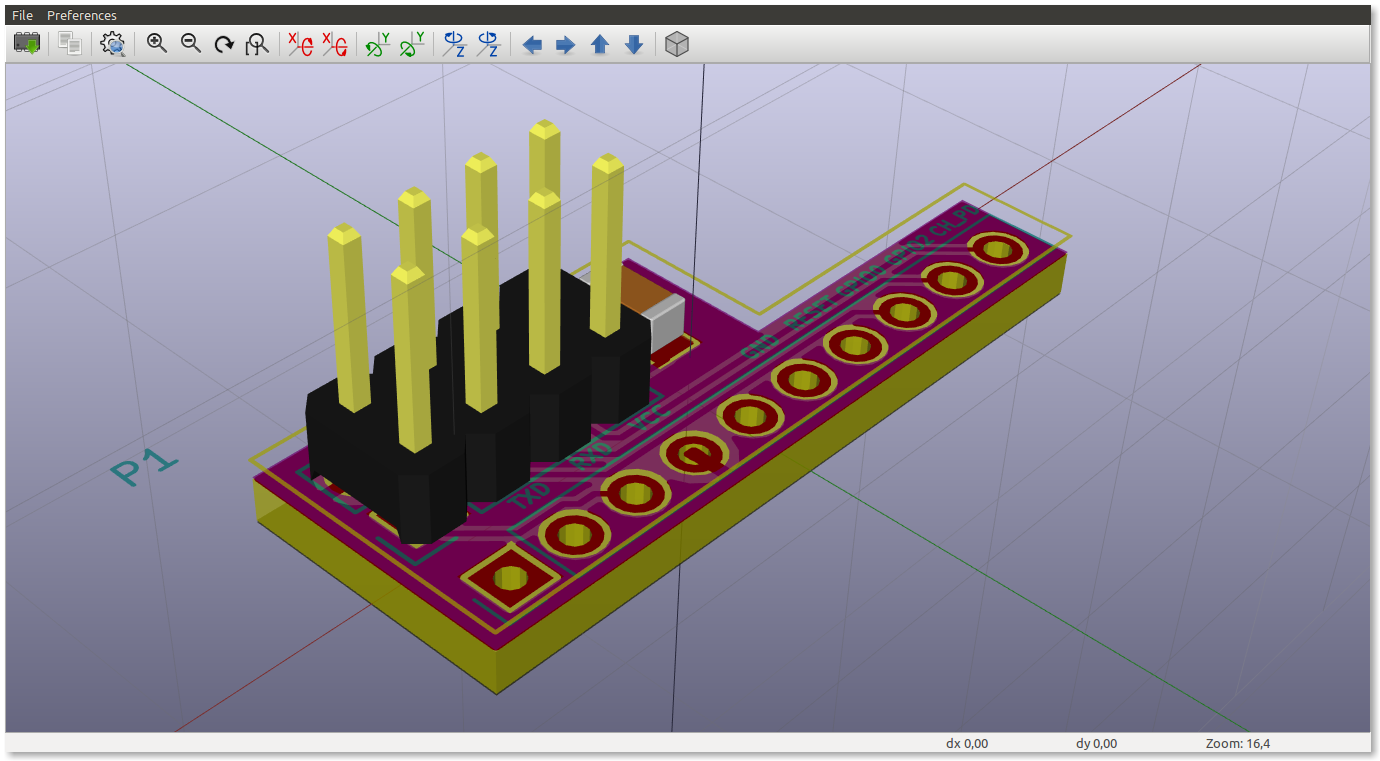 File Preferences
X X Y Y Z Z
P1
TXD RXD VCC
GND RESET GPIO0 GPIO2 CH_PD
dx 0,00 dy 0,00 Zoom: 16,4